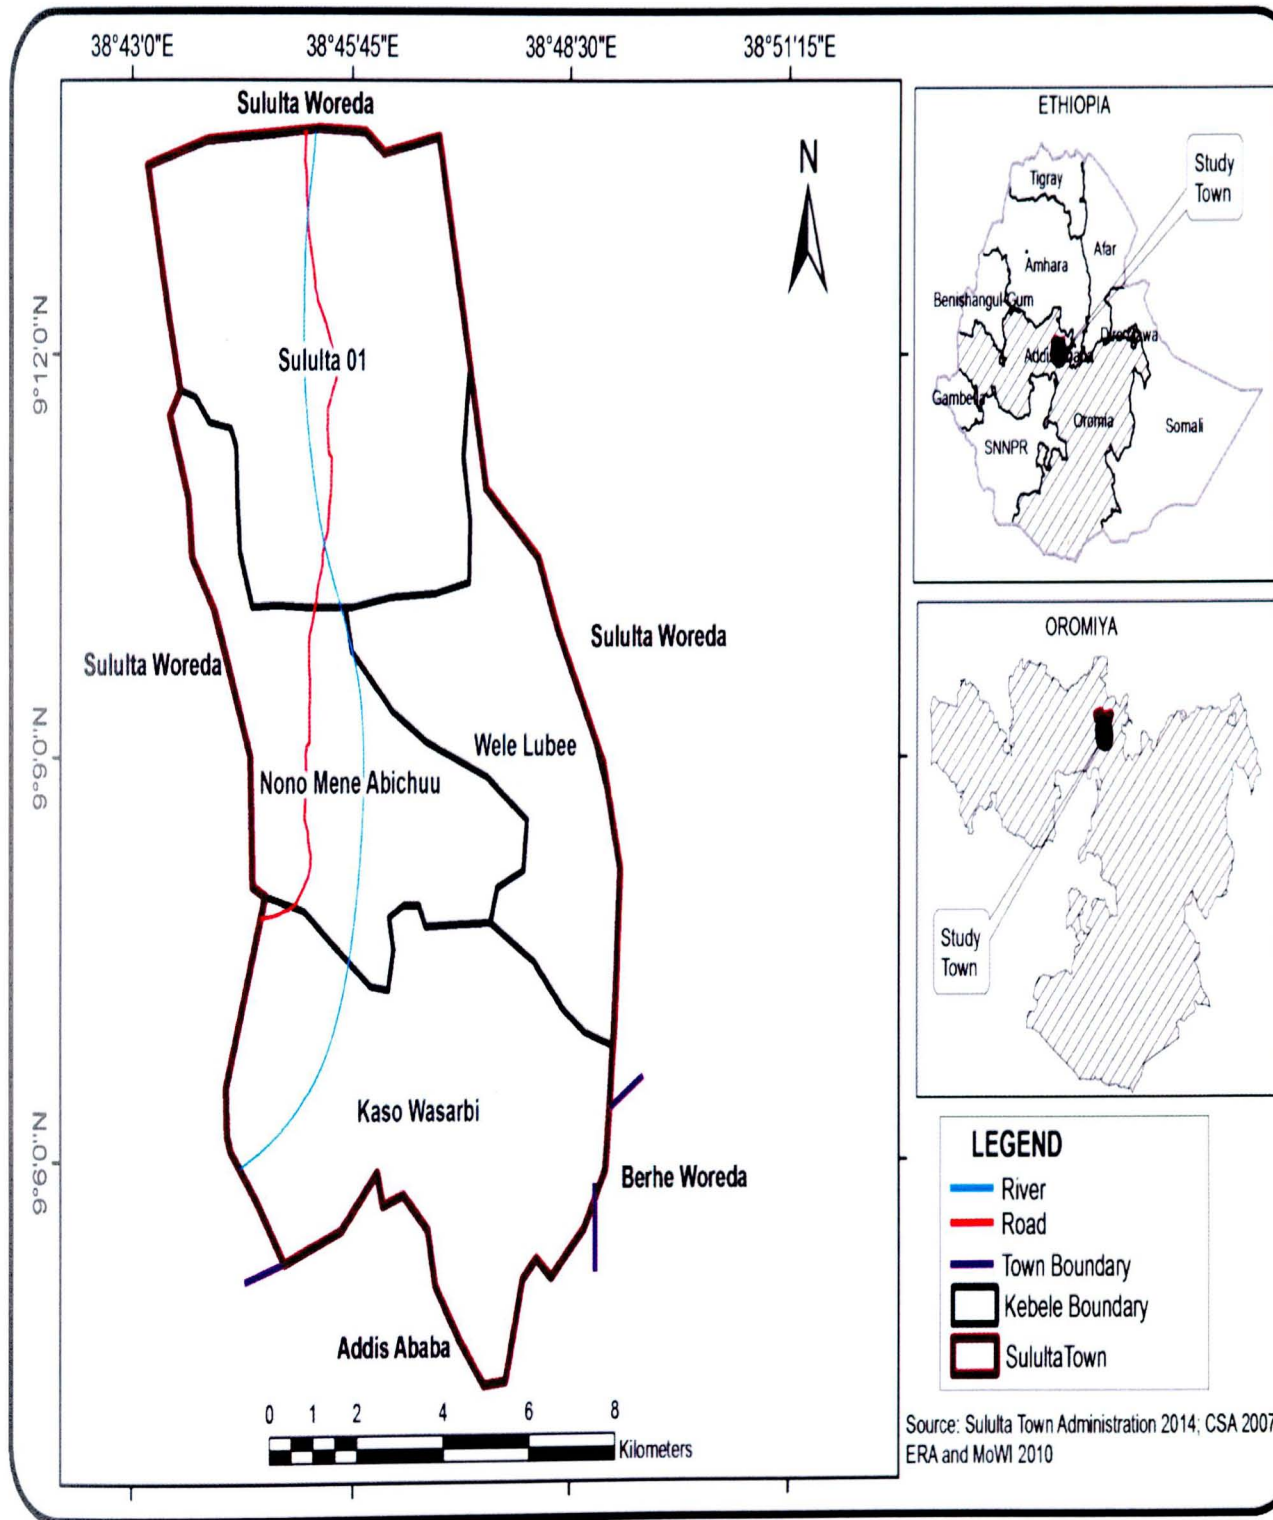 38°43'0"E
38°45'45"E
38°48'30"E
38°51'15"E
Sululta Woreda
N
9°12'0"N
Sululta 01
Sululta Woreda
Sululta Woreda
Wele Lubee
9°9'0"N
Nono Mene Abichuu
Kaso Wasarbi
9°6'0"N
Berhe Woreda
Addis Ababa
0 1 2 4 6 8
Kilometers
ETHIOPIA
Study
Town
Tigray
Afar
Amhara
Benishangul Gum
Gambella
Oromia
Somali
SNNPR
OROMIYA
Study
Town
LEGEND
River
Road
Town Boundary
Kebele Boundary
Sululta Town
Source: Sululta Town Administration 2014; CSA 2007
ERA and MoWI 2010